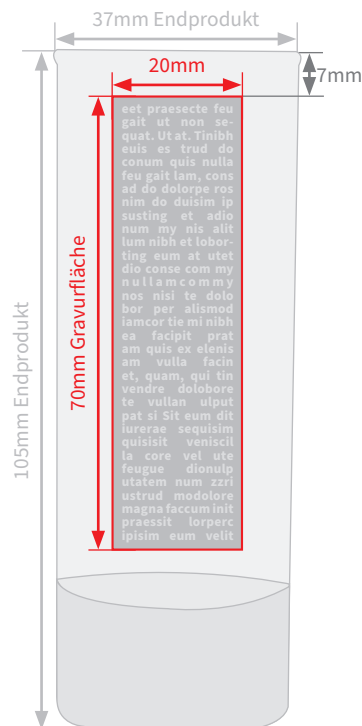 37mm Endprodukt
20mm
7mm
70mm Gravurfläche
105mm Endprodukt
eet praesecte feu
gait ut non se-
quat. Ut at. Tinibh
euis es trud do
conum quis nulla
feu gait lam, cons
ad do dolorpe ros
nim do duisim ip
susting et adio
num my nis alit
lum nibh et lobor-
ting eum at utet
dio conse com my
nullamcommy
nos nisi te dolo
bor per alismod
iamcor tie mi nibh
ea facipit prat
am quis ex elenis
am vulla facin
et, quam, qui tin
vendre dolobore
te vullan ulput
pat si Sit eum dit
iurerae sequisim
quisisit veniscil
la core vel ute
feugue dionulp
utatem num zzri
ustrud modolore
magna faccum init
praessit lorperc
ipisim eum velit